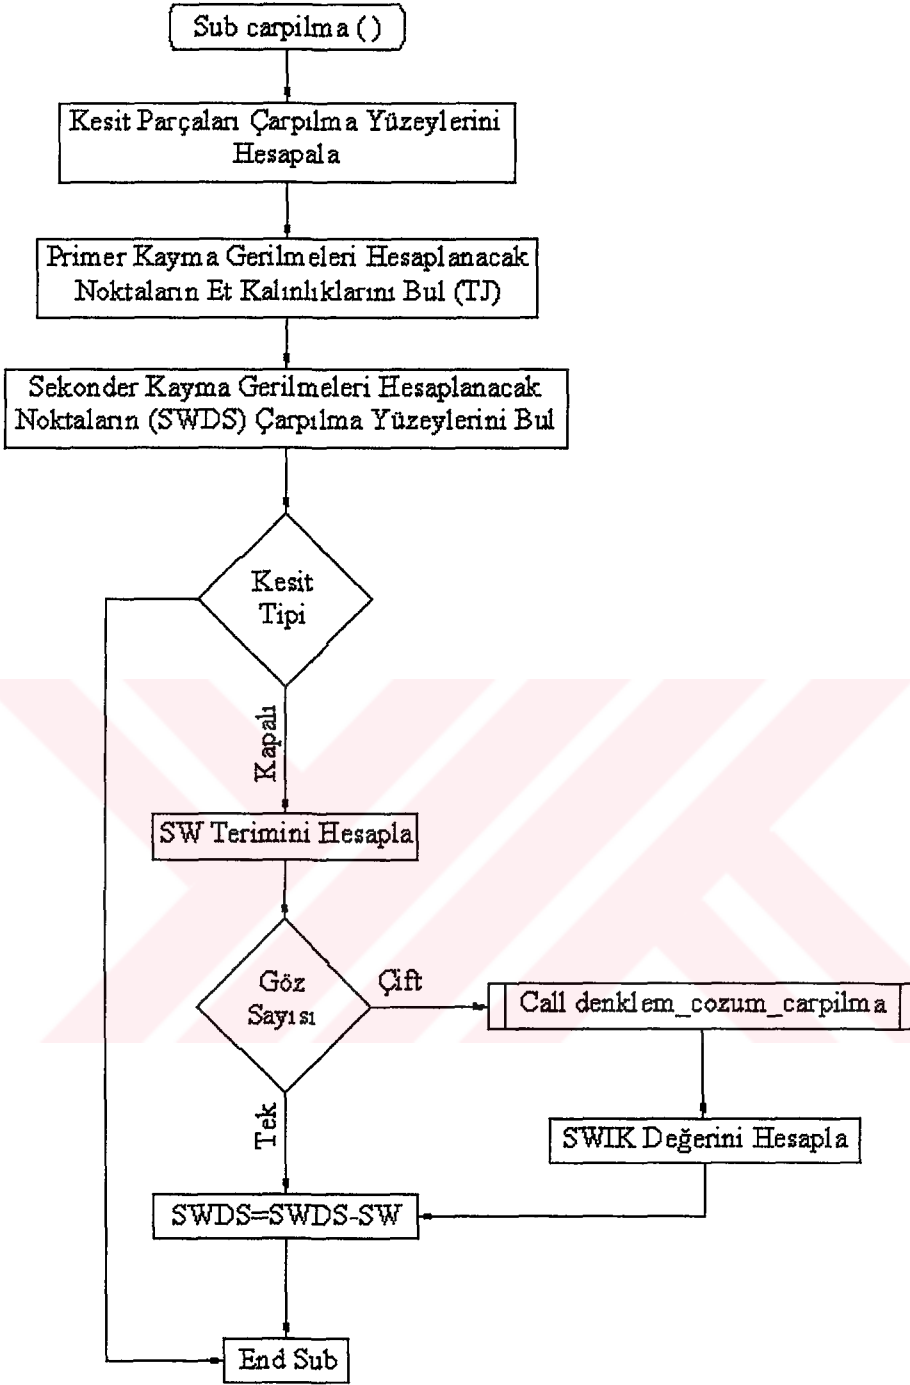 Sub carpilma ( )
Kesit Parçaları Çarpılma Yüzeylerini
Hesapala
Primer Kayma Gerilmeleri Hesaplanacak
Noktaların Et Kalınlıklarını Bul (TJ)
Sekonder Kayma Gerilmeleri Hesaplanacak
Noktaların (SWDS) Çarpılma Yüzeylerini Bul
Kesit
Tipi
Kapalı
SW Terimini Hesapla
Göz
Sayısı
Çift
Call denklem_cozum_carpilma
Tek
SWIK Değerini Hesapla
SWDS=SWDS-SW
End Sub